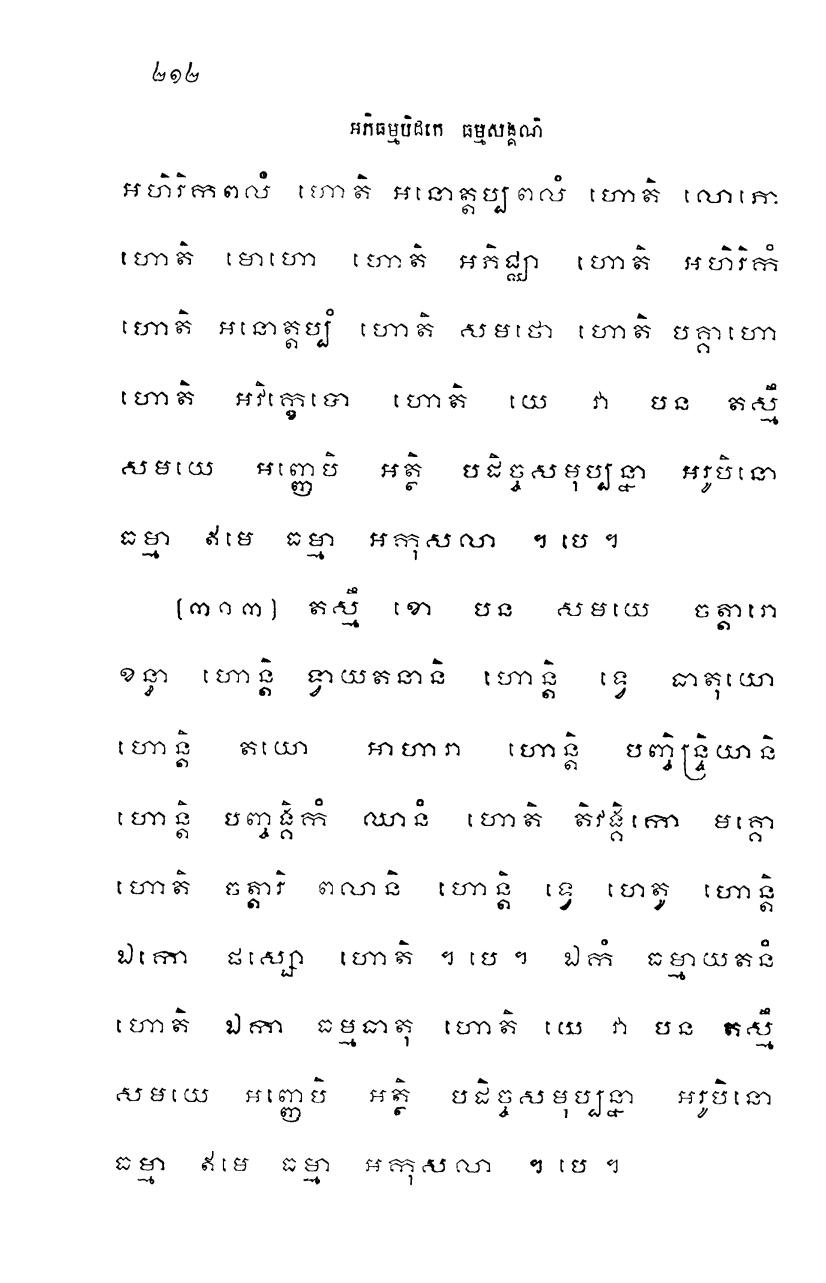 ២១២
អភិធម្មបិដកេ ធម្មសង្គណិ
អហិរិកពលំ ហោតិ អនោត្តប្បពលំ ហោតិ លោភោ
ហោតិ មោហោ ហោតិ អភិជ្ឈា ហោតិ អហិរិកំ
ហោតិ អនោត្តប្បំ ហោតិ សមថោ ហោតិ បគ្គាហោ
ហោតិ អវិក្ខេបោ ហោតិ យេ វា បន តស្មឹ
សមយេ អញ្ញេបិ អត្ថិ បដិច្ចសមុប្បន្នា អរូបិនោ
ធម្មា ឥមេ ធម្មា អកុសលា ។ បេ ។
(៣០៣) តស្មឹ ខោ បន សមយេ ចត្តារោ
ខន្ធា ហោន្តិ ទ្វាយតនានិ ហោន្តិ ទ្វេ ធាតុយោ
ហោន្តិ តយោ អាហារា ហោន្តិ បញ្ចិន្ទ្រិយានិ
ហោន្តិ បញ្ចង្គិកំ ឈានំ ហោតិ តិវង្គិកោ មគ្គោ
ហោតិ ចត្តារិ ពលានិ ហោន្តិ ទ្វេ ហេតូ ហោន្តិ
ឯកោ ផស្សោ ហោតិ ។ បេ ។ ឯកំ ធម្មាយតនំ
ហោតិ ឯកា ធម្មធាតុ ហោតិ យេ វា បន តស្មឹ
សមយេ អញ្ញេបិ អត្ថិ បដិច្ចសមុប្បន្នា អរូបិនោ
ធម្មា ឥមេ ធម្មា អកុសលា ។ បេ ។